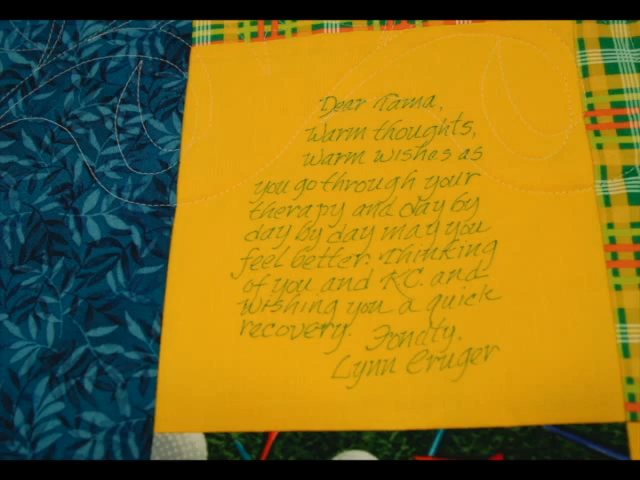 Dear Tama,
Warm thoughts,
Warm wishes as
you go through your
therapy and day by
day by day may you
feel better. Thinking
of you and K.C. and
wishing you a quick
recovery. Fondly,
Lynn Cruger